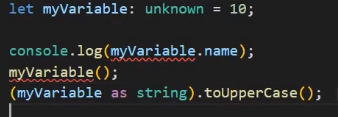 let myVariable: unknown = 10;
console.log(myVariable.name);
myVariable();
(myVariable as string).toUpperCase();